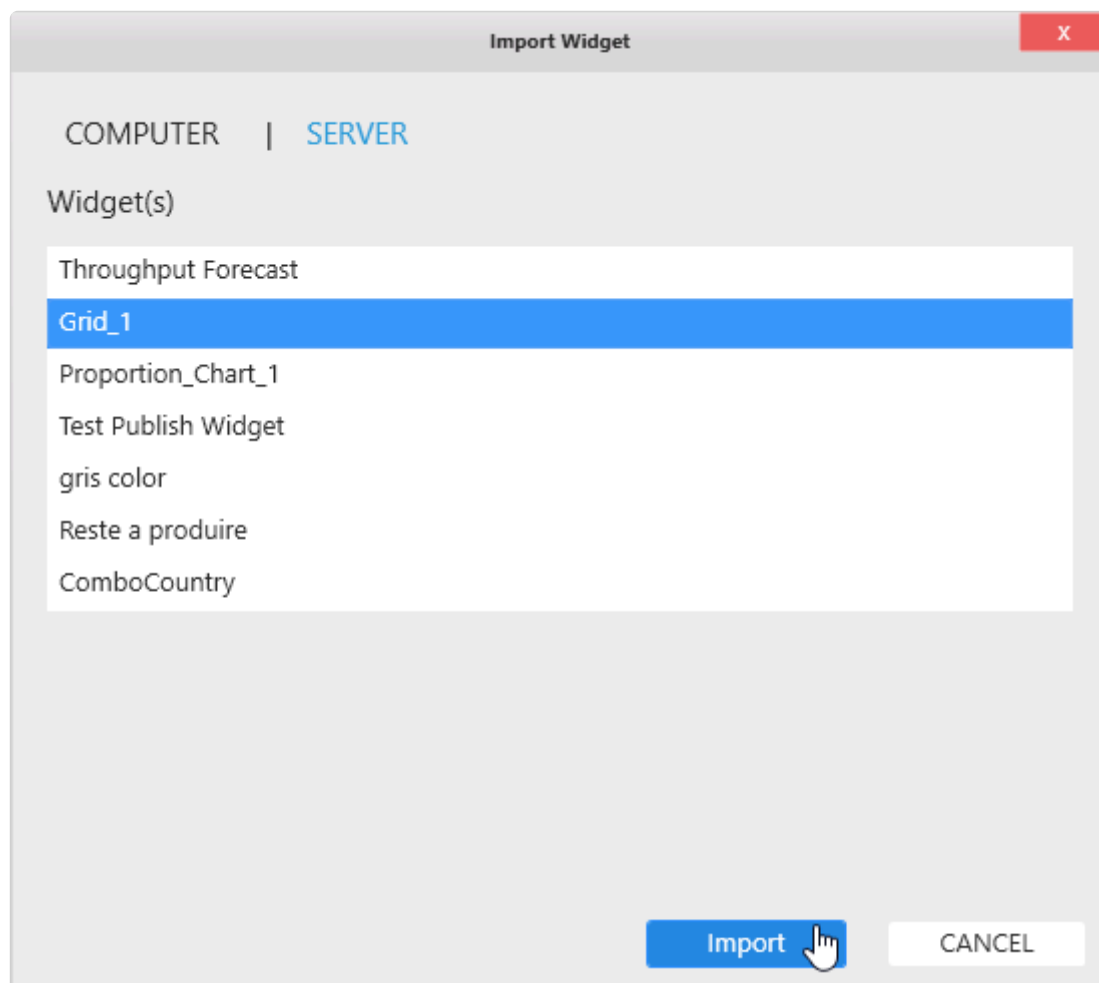 Import Widget x
COMPUTER | SERVER
Widget(s)
Throughput Forecast
Grid_1
Proportion_Chart_1
Test Publish Widget
gris color
Reste a produire
ComboCountry
Import CANCEL